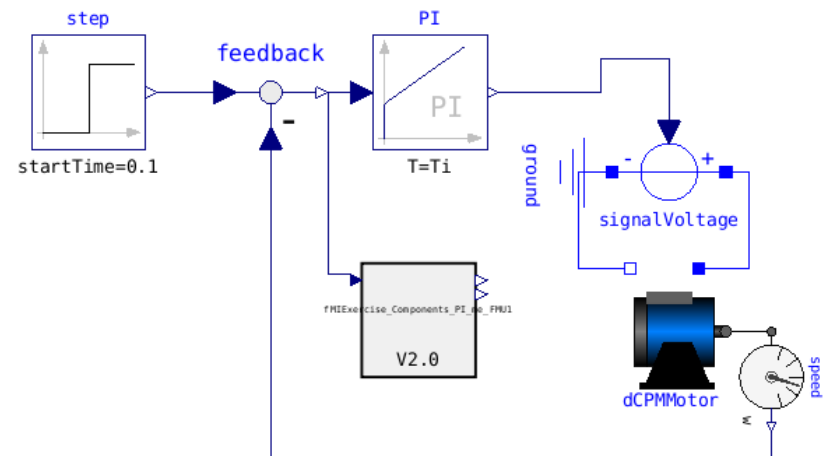 step
PI
feedback
PI
-
startTime=0.1
T=Ti
ground
-
+
signalVoltage
fMIExercise_Components_PI_me_FMU1
V2.0
dCPMMotor
speed
w